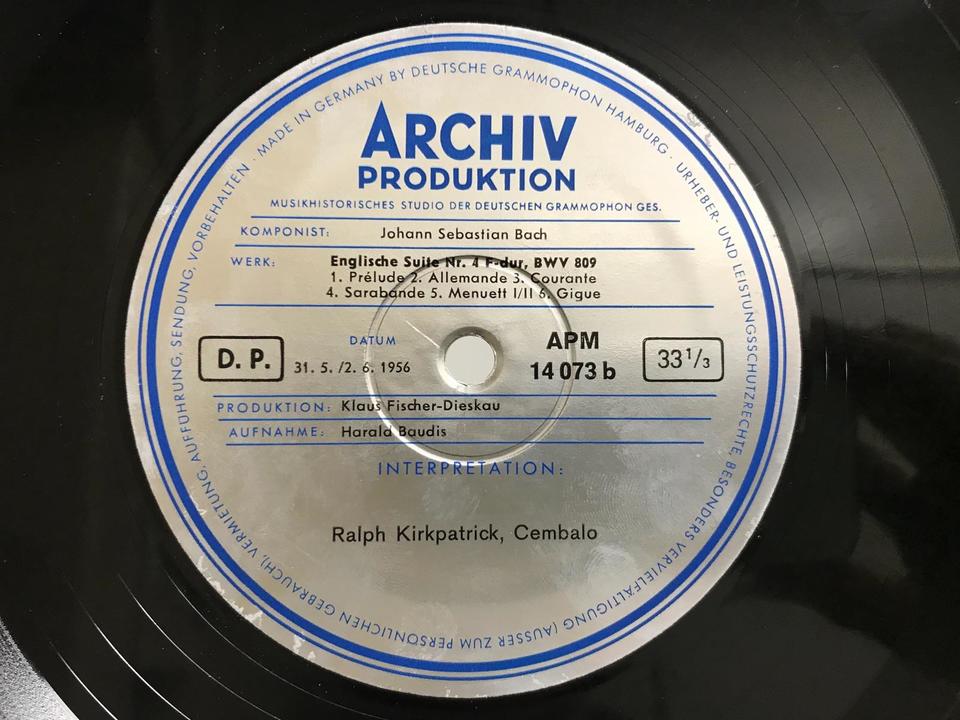 MADE IN GERMANY BY DEUTSCHE GRAMMOPHON HAMBURG · URHEBER- UND LEISTUNGSSCHUTZRECHTE, BESONDERS VERVIELFÄLTIGUNG (AUSSER ZUM PERSÖNLICHEN GEBRAUCH), VERMIETUNG, AUFFÜHRUNG, SENDUNG, VORBEHALTEN ·
ARCHIV
PRODUKTION
MUSIKHISTORISCHES STUDIO DER DEUTSCHEN GRAMMOPHON GES.
KOMPONIST: Johann Sebastian Bach
WERK: Englische Suite Nr. 4 F-dur, BWV 809
1. Prélude 2. Allemande 3. Courante
4. Sarabande 5. Menuett I/II 6. Gigue
D. P.
DATUM
31. 5. /2. 6. 1956
APM
14 073 b
33 1/3
PRODUKTION: Klaus Fischer-Dieskau
AUFNAHME: Harald Baudis
INTERPRETATION:
Ralph Kirkpatrick, Cembalo